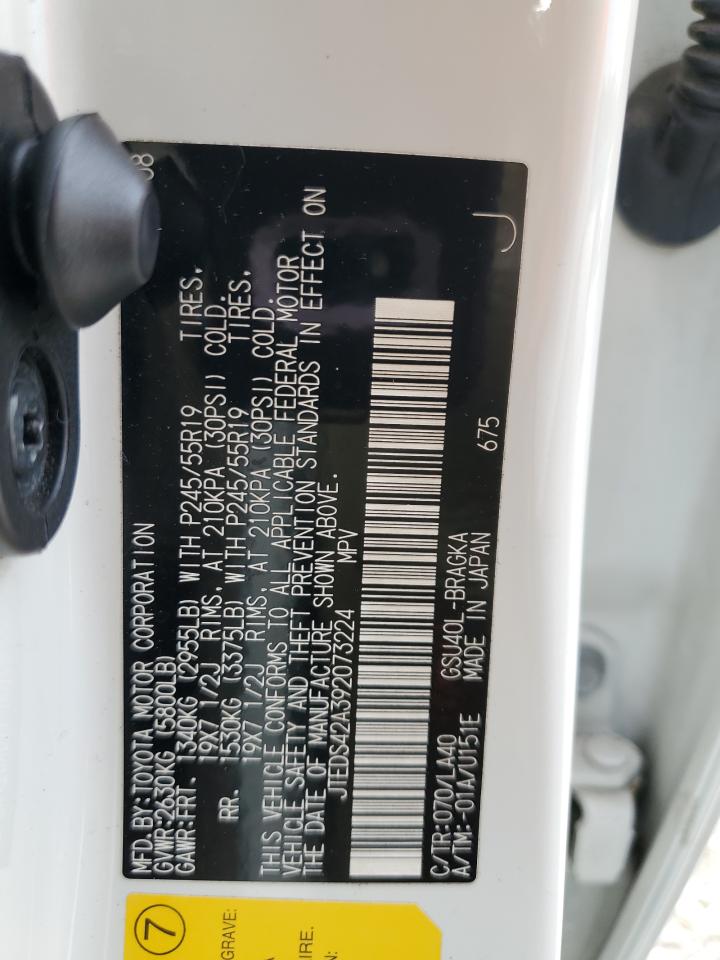 MFD. BY: TOYOTA MOTOR CORPORATION
08
GVWR: 2630KG (5800LB)
GAWR: FRT. 1340KG (2955LB) WITH P245/55R19 TIRES,
19X7 1/2J RIMS, AT 210KPA (30PSI) COLD.
RR. 1530KG (3375LB) WITH P245/55R19 TIRES,
19X7 1/2J RIMS, AT 210KPA (30PSI) COLD.
THIS VEHICLE CONFORMS TO ALL APPLICABLE FEDERAL MOTOR
VEHICLE SAFETY AND THEFT PREVENTION STANDARDS IN EFFECT ON
THE DATE OF MANUFACTURE SHOWN ABOVE.
JTEDS42A392073224 MPV
C/TR: 070/LA40 GSU40L-BRAGKA 675
A/TM: -01A/U151E MADE IN JAPAN
J
7
GRAVE:
IRE.
N: